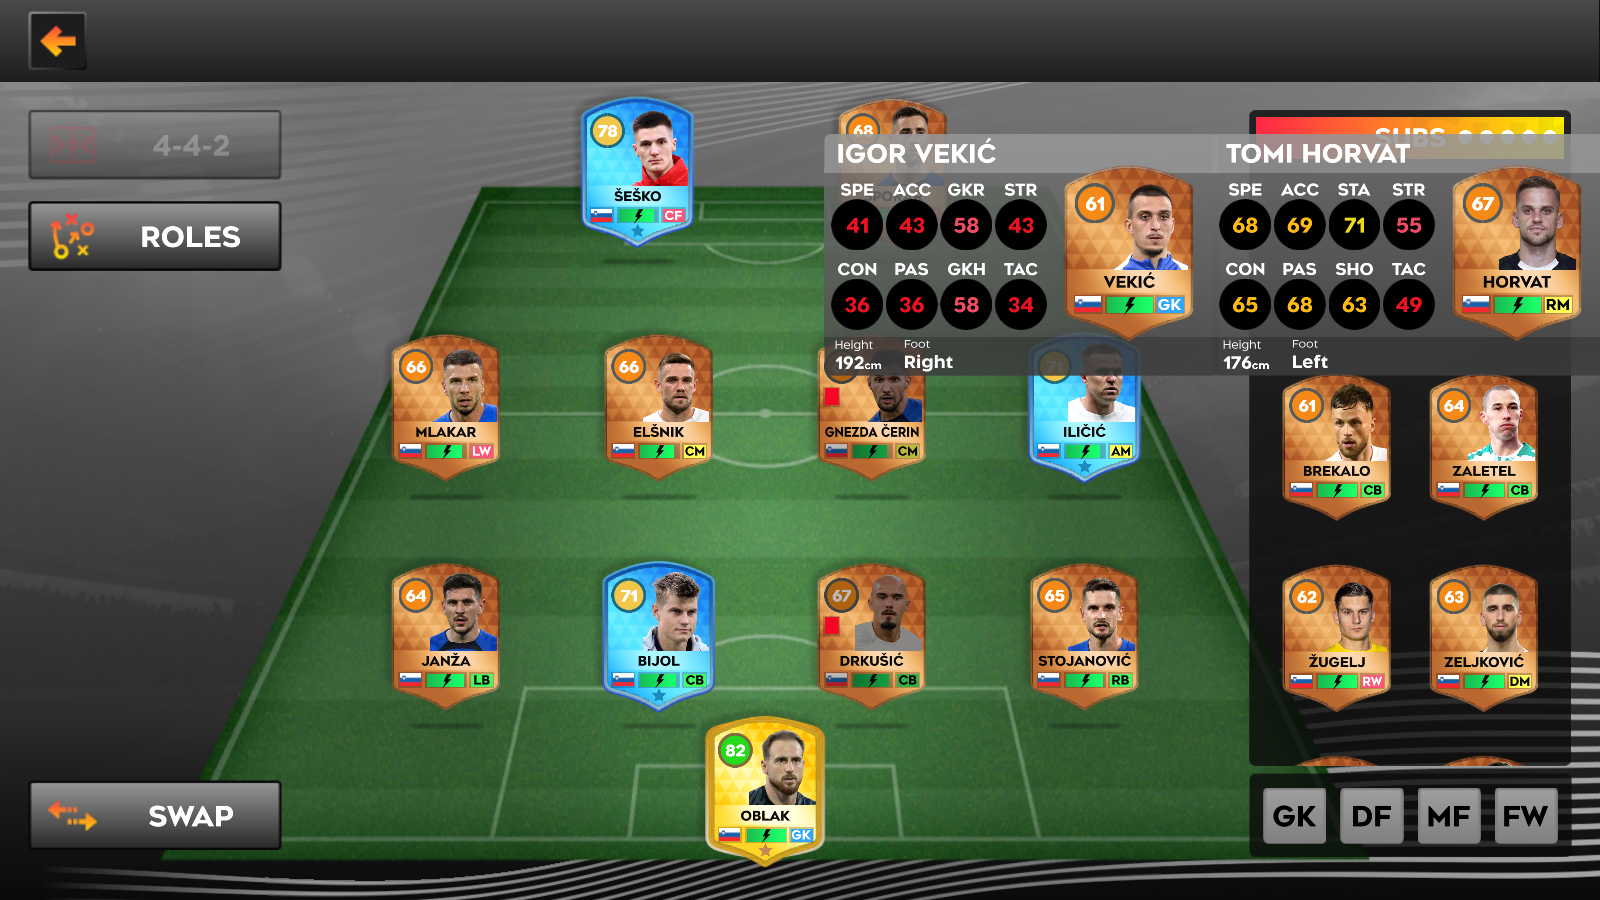 4-4-2
ROLES
SWAP
78
ŠEŠKO
CF
68
SUBS
IGOR VEKIĆ
SPE ACC GKR STR
41 43 58 43
CON PAS GKH TAC
36 36 58 34
Height Foot
192cm Right
61
VEKIĆ
GK
TOMI HORVAT
SPE ACC STA STR
68 69 71 55
CON PAS SHO TAC
65 68 63 49
Height Foot
176cm Left
67
HORVAT
RM
66
MLAKAR
LW
66
ELŠNIK
CM
GNEZDA ČERIN
CM
71
ILIČIĆ
AM
61
BREKALO
CB
64
ZALETEL
CB
64
JANŽA
LB
71
BIJOL
CB
67
DRKUŠIĆ
CB
65
STOJANOVIĆ
RB
62
ŽUGELJ
RW
63
ZELJKOVIĆ
DM
82
OBLAK
GK
GK DF MF FW